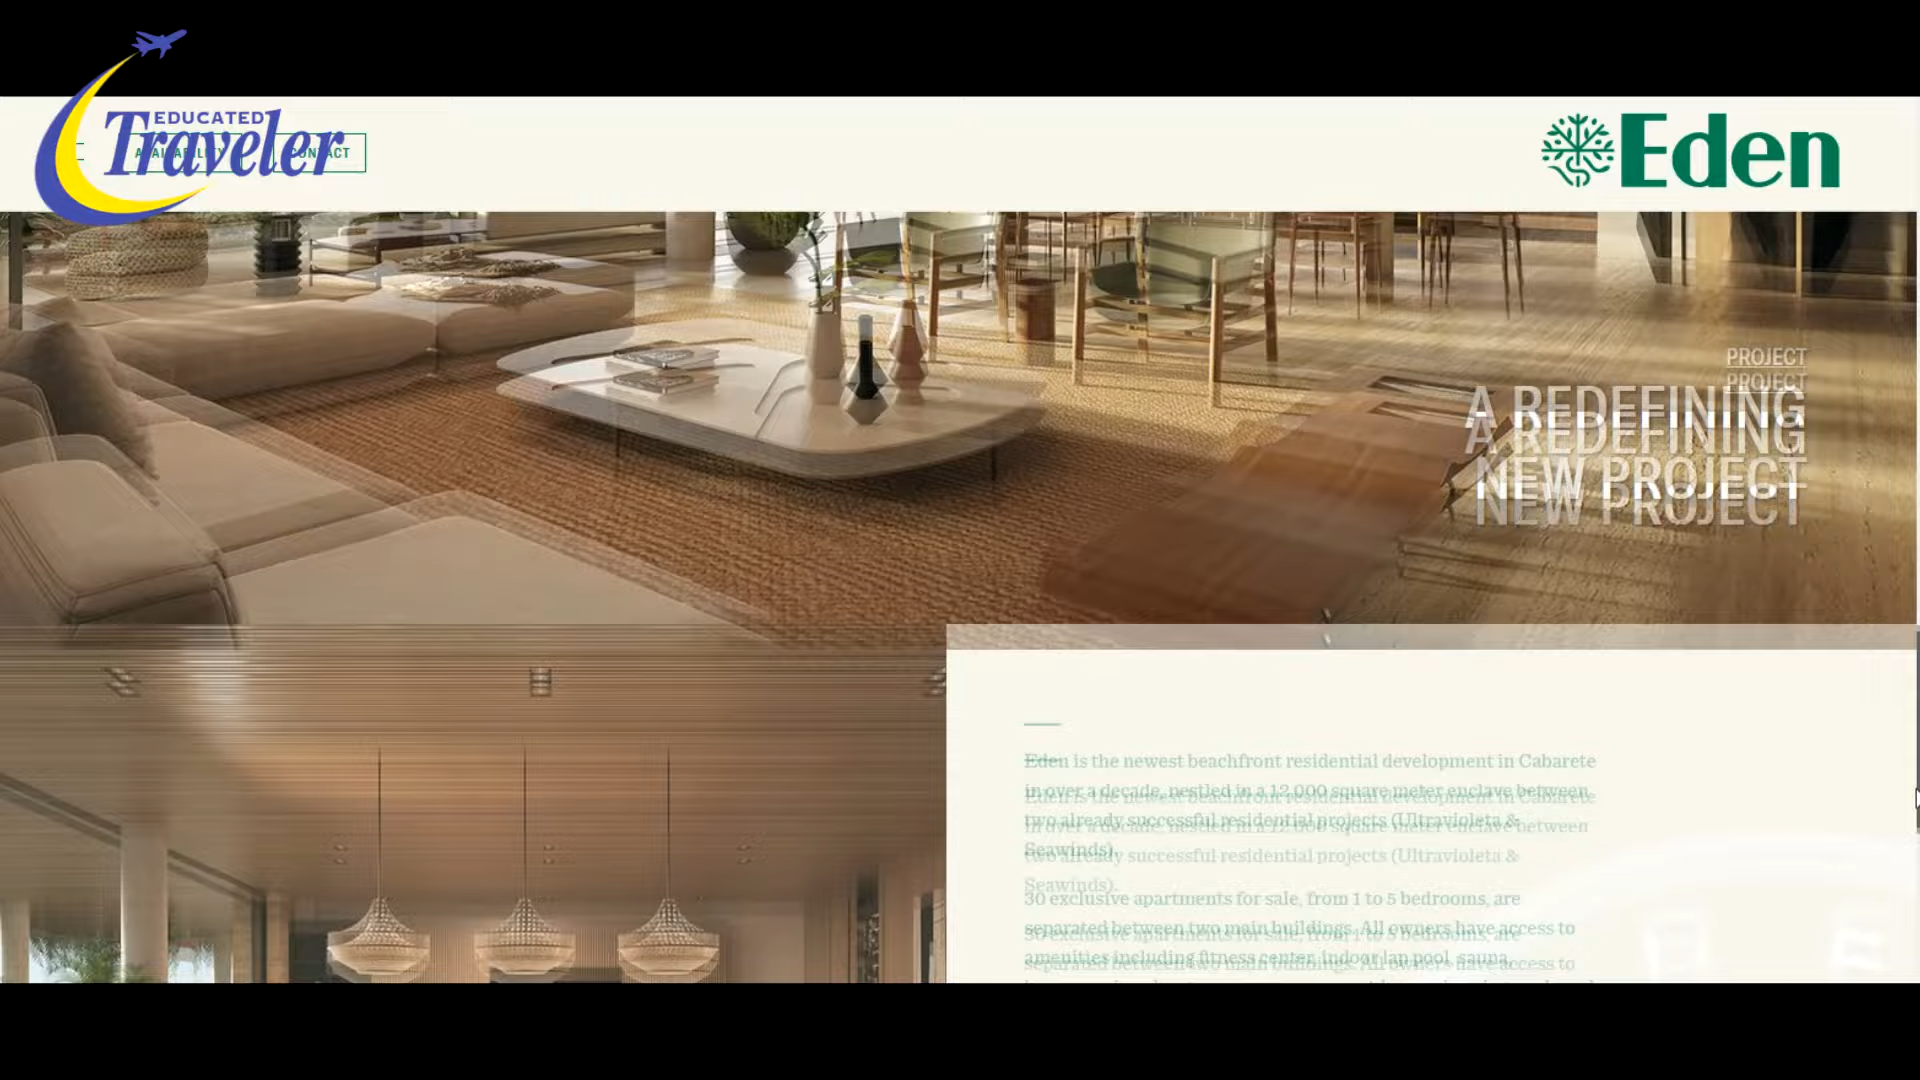 EDUCATED
Traveler
AVAILABILITY
CONTACT
Eden
PROJECT
A REDEFINING
NEW PROJECT
Eden is the newest beachfront residential development in Cabarete
in over a decade, nestled in a 12,000 square meter enclave between
two already successful residential projects (Ultravioleta &
Seawinds).
30 exclusive apartments for sale, from 1 to 5 bedrooms, are
separated between two main buildings. All owners have access to
amenities including fitness center, indoor lap pool, sauna,